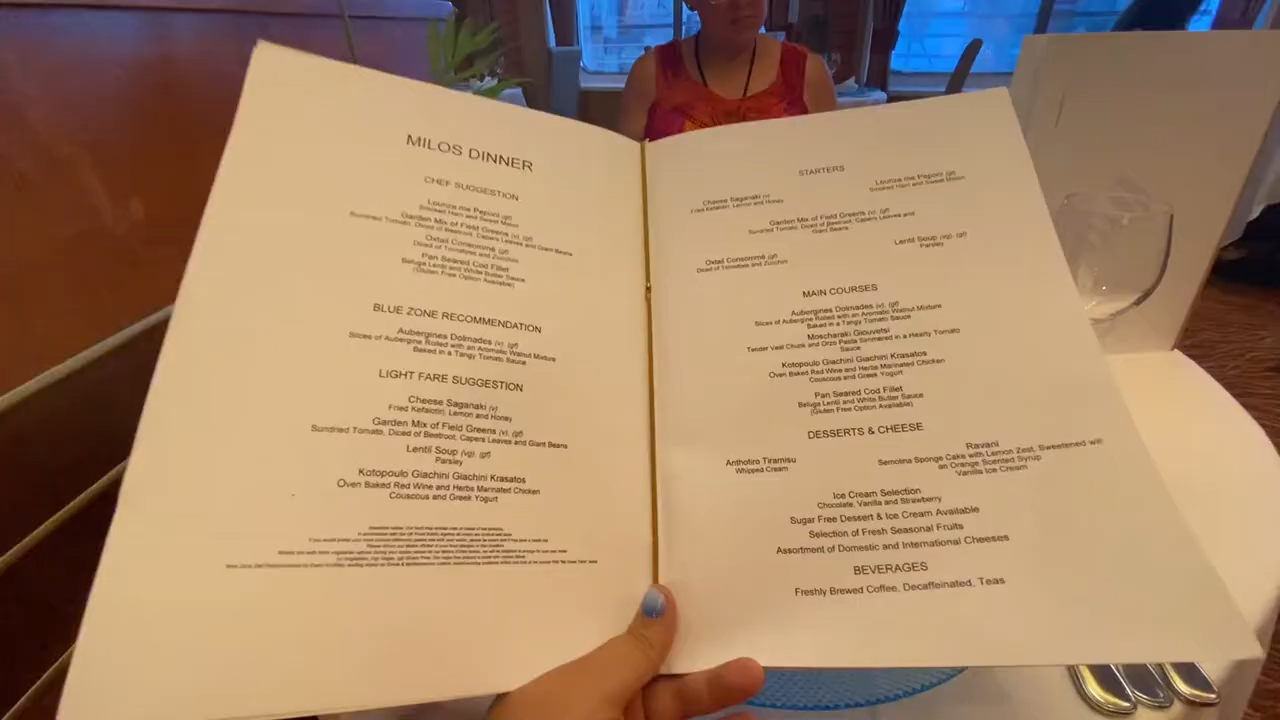 MILOS DINNER
CHEF SUGGESTION
Lountza me Peponi (gf)
Smoked Ham and Sweet Melon
Garden Mix of Field Greens (v), (gf)
Sundried Tomato, Diced of Beetroot, Capers Leaves and Giant Beans
Oxtail Consommé (gf)
Diced of Tomatoes and Zucchini
Pan Seared Cod Fillet
Beluga Lentil and White Butter Sauce
(Gluten Free Option Available)
BLUE ZONE RECOMMENDATION
Aubergines Dolmades (v), (gf)
Slices of Aubergine Rolled with an Aromatic Walnut Mixture
Baked in a Tangy Tomato Sauce
LIGHT FARE SUGGESTION
Cheese Saganaki (v)
Fried Kefalotiri, Lemon and Honey
Garden Mix of Field Greens (v), (gf)
Sundried Tomato, Diced of Beetroot, Capers Leaves and Giant Beans
Lentil Soup (vg), (gf)
Parsley
Kotopoulo Giachini Giachini Krasatos
Oven Baked Red Wine and Herbs Marinated Chicken
Couscous and Greek Yogurt
STARTERS
Cheese Saganaki (v)
Fried Kefalotiri, Lemon and Honey
Lountza me Peponi (gf)
Smoked Ham and Sweet Melon
Garden Mix of Field Greens (v), (gf)
Sundried Tomato, Diced of Beetroot, Capers Leaves and
Giant Beans
Lentil Soup (vg), (gf)
Parsley
Oxtail Consommé (gf)
Diced of Tomatoes and Zucchini
MAIN COURSES
Aubergines Dolmades (v), (gf)
Slices of Aubergine Rolled with an Aromatic Walnut Mixture
Baked in a Tangy Tomato Sauce
Moscharaki Giouvetsi
Tender Veal Chunk and Orzo Pasta Simmered in a Hearty Tomato
Sauce
Kotopoulo Giachini Giachini Krasatos
Oven Baked Red Wine and Herbs Marinated Chicken
Couscous and Greek Yogurt
Pan Seared Cod Fillet
Beluga Lentil and White Butter Sauce
(Gluten Free Option Available)
DESSERTS & CHEESE
Anthotiro Tiramisu
Whipped Cream
Ravani
Semolina Sponge Cake with Lemon Zest, Sweetened with
an Orange Scented Syrup
Vanilla Ice Cream
Ice Cream Selection
Chocolate, Vanilla and Strawberry
Sugar Free Dessert & Ice Cream Available
Selection of Fresh Seasonal Fruits
Assortment of Domestic and International Cheeses
BEVERAGES
Freshly Brewed Coffee, Decaffeinated, Teas